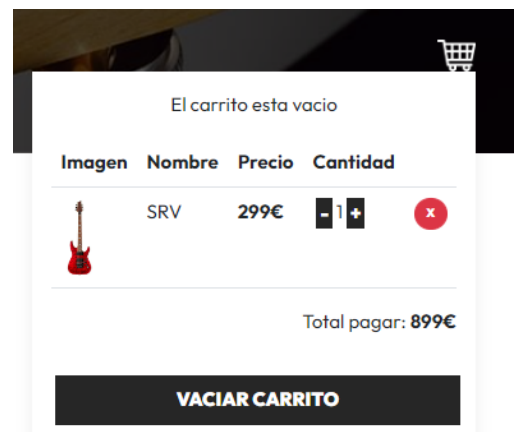 El carrito esta vacio
Imagen Nombre Precio Cantidad
SRV 299€ - 1 + x
Total pagar: 899€
VACIAR CARRITO